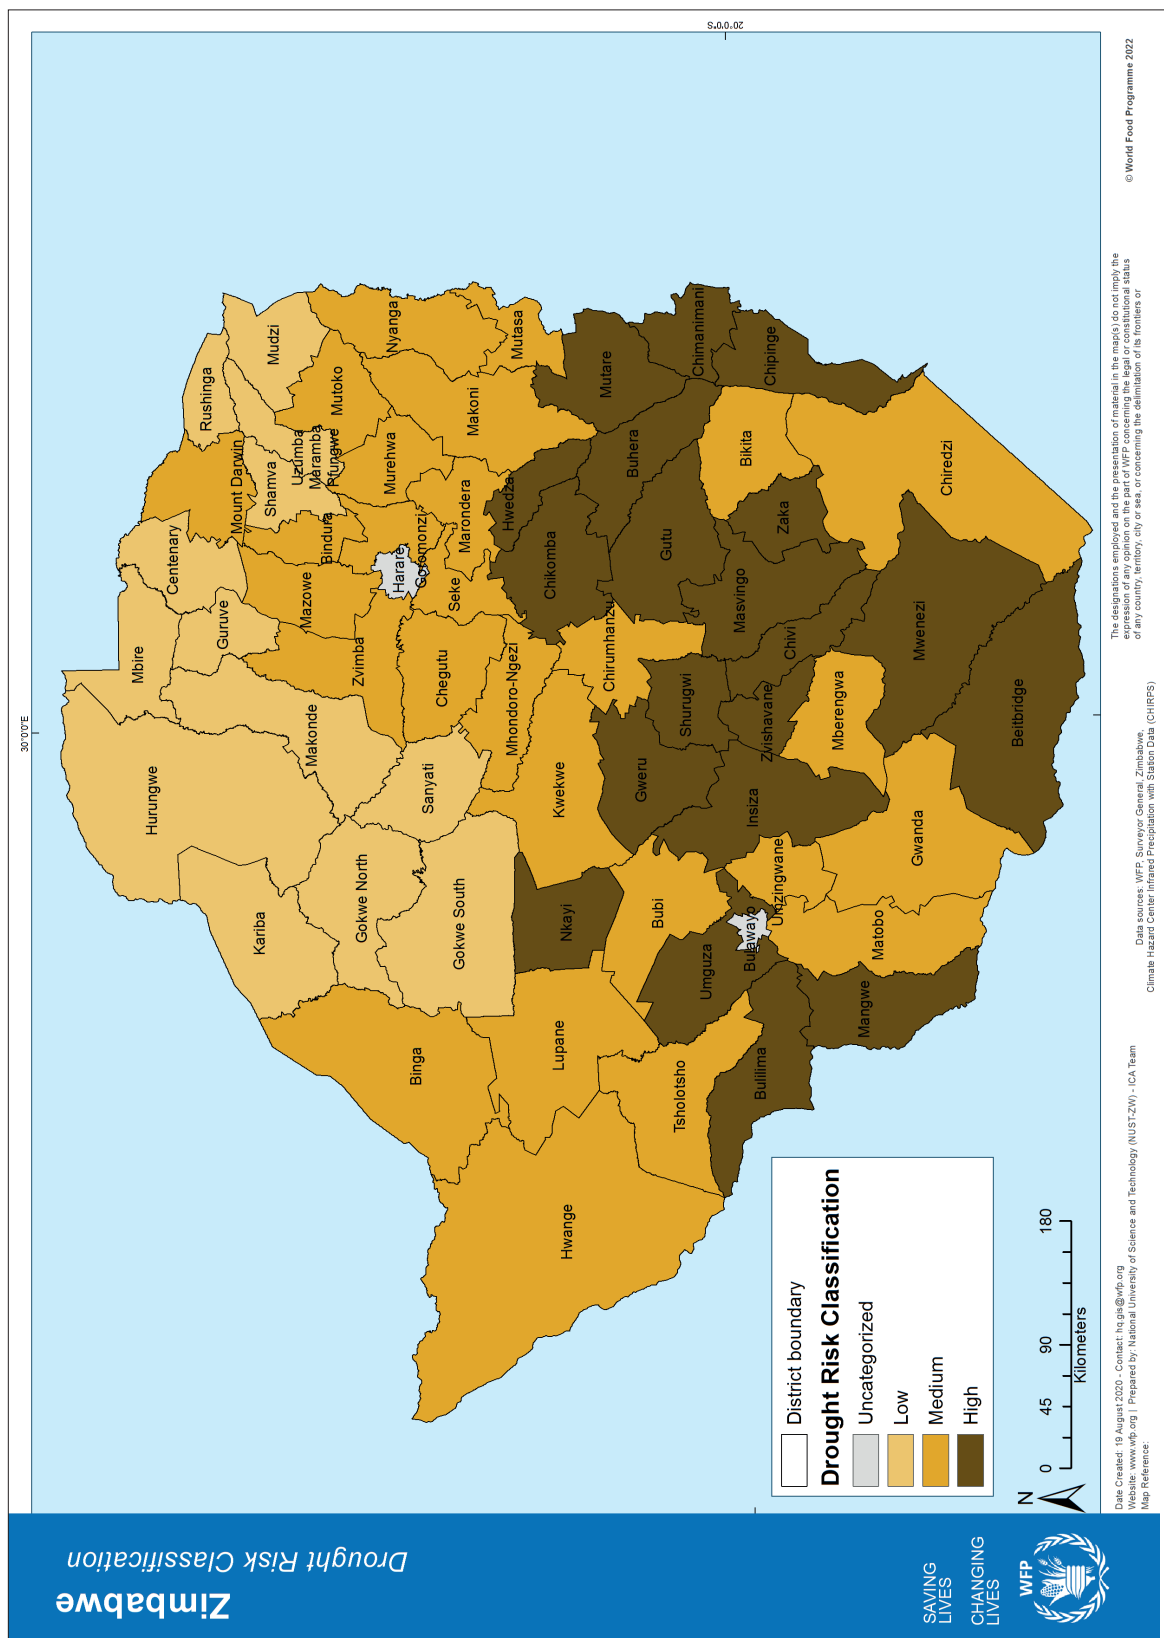 Zimbabwe
Drought Risk Classification
30°0'0"E
20°0'0"S
Hurungwe
Mbire
Centenary
Guruve
Rushinga
Mount Darwin
Mudzi
Kariba
Makonde
Mazowe
Bindura
Shamva
Uzumba
Maramba
Pfungwe
Mutoko
Nyanga
Gokwe North
Zvimba
Harare
Goromonzi
Murehwa
Binga
Gokwe South
Sanyati
Chegutu
Seke
Marondera
Makoni
Mutasa
Hwange
Lupane
Nkayi
Kwekwe
Mhondoro-Ngezi
Chikomba
Hwedza
Mutare
Buhera
Chirumhanzu
Gutu
Chimanimani
Tsholotsho
Bubi
Gweru
Shurugwi
Umguza
Bulawayo
Insiza
Zvishavane
Masvingo
Chivi
Zaka
Bikita
Chipinge
Bulilima
Umzingwane
Mberengwa
Mangwe
Matobo
Gwanda
Mwenezi
Chiredzi
Beitbridge
District boundary
Drought Risk Classification
Uncategorized
Low
Medium
High
N
0 45 90 180
Kilometers
SAVING
LIVES
CHANGING
LIVES
WFP
Date Created: 19 August 2020 - Contact: hq.gis@wfp.org
Website: www.wfp.org | Prepared by: National University of Science and Technology (NUST-ZW) - ICA Team
Map Reference:
Data sources: WFP, Surveyor General, Zimbabwe,
Climate Hazard Center Infrared Precipitation with Station Data (CHIRPS)
The designations employed and the presentation of material in the map(s) do not imply the
expression of any opinion on the part of WFP concerning the legal or constitutional status
of any country, territory, city or sea, or concerning the delimitation of its frontiers or
© World Food Programme 2022